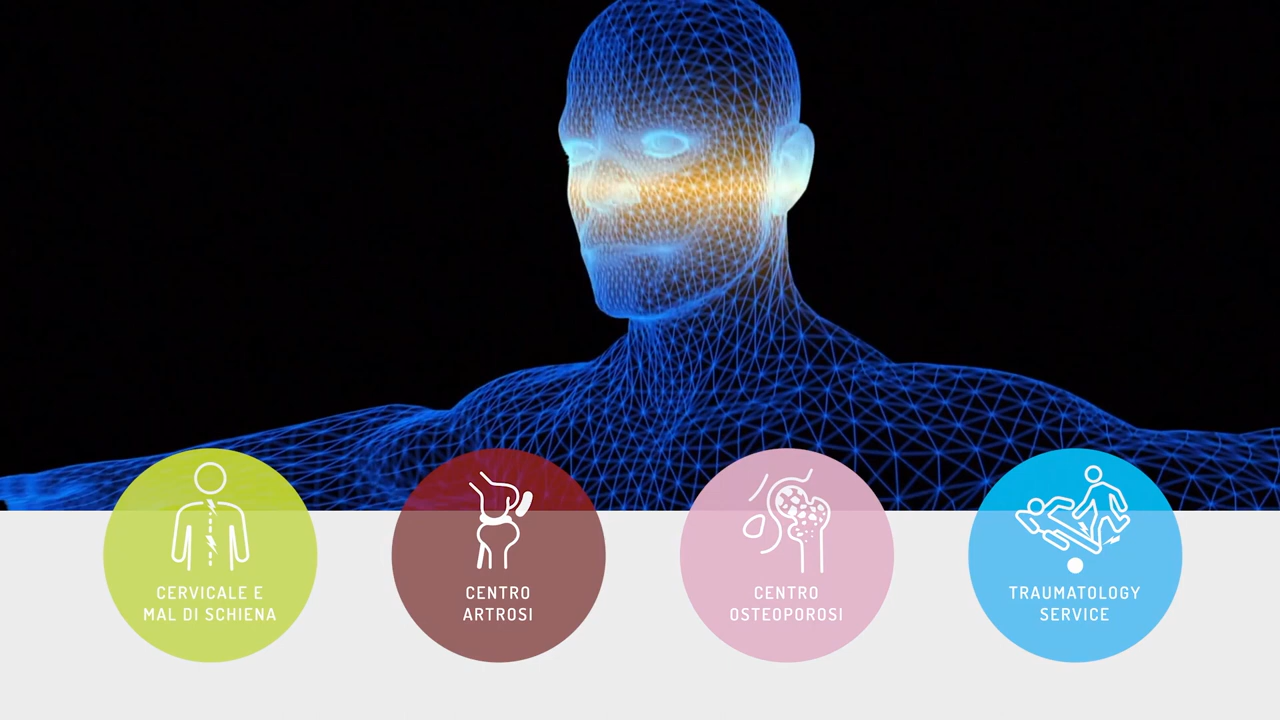 CERVICALE E
MAL DI SCHIENA
CENTRO
ARTROSI
CENTRO
OSTEOPOROSI
TRAUMATOLOGY
SERVICE